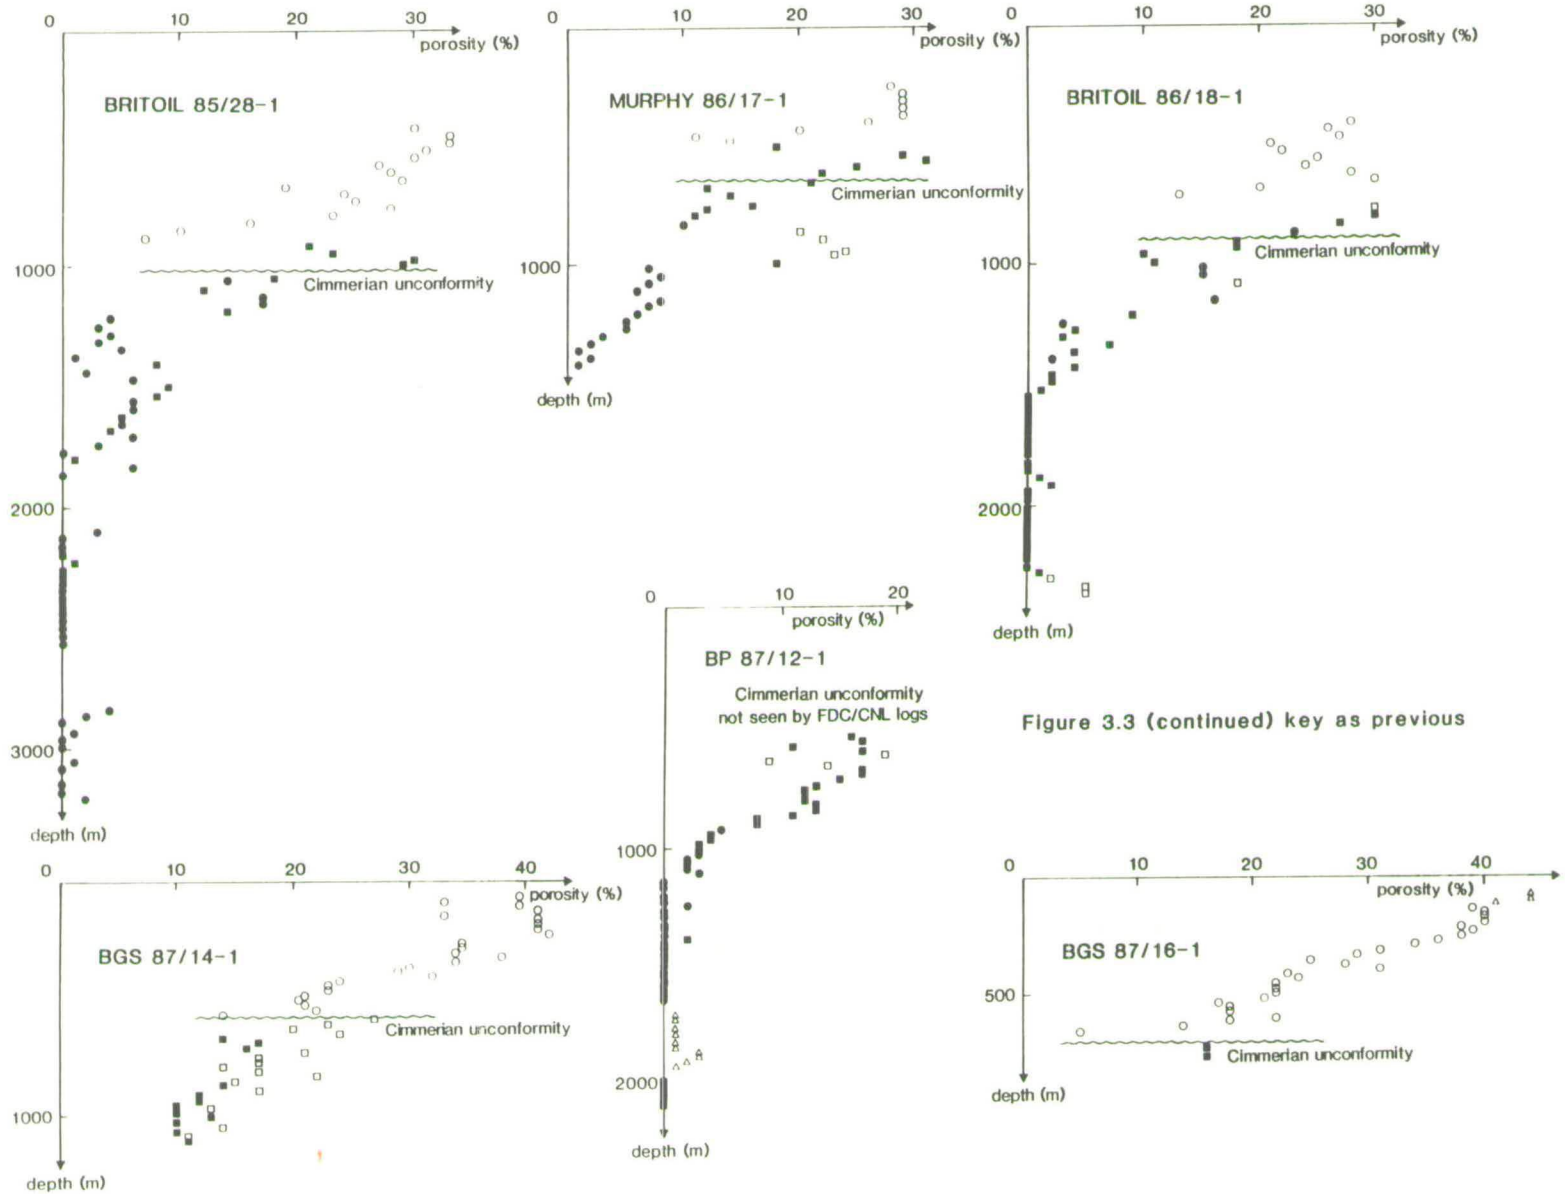 0 10 20 30
porosity (%)
BRITOIL 85/28-1
1000
Cimmerian unconformity
2000
3000
depth (m)
0 10 20 30
porosity (%)
MURPHY 86/17-1
Cimmerian unconformity
1000
depth (m)
0 10 20 30
porosity (%)
BRITOIL 86/18-1
Cimmerian unconformity
1000
2000
depth (m)
0 10 20
porosity (%)
BP 87/12-1
Cimmerian unconformity
not seen by FDC/CNL logs
1000
2000
depth (m)
Figure 3.3 (continued) key as previous
0 10 20 30 40
porosity (%)
BGS 87/14-1
Cimmerian unconformity
1000
depth (m)
0 10 20 30 40
porosity (%)
BGS 87/16-1
500
Cimmerian unconformity
depth (m)